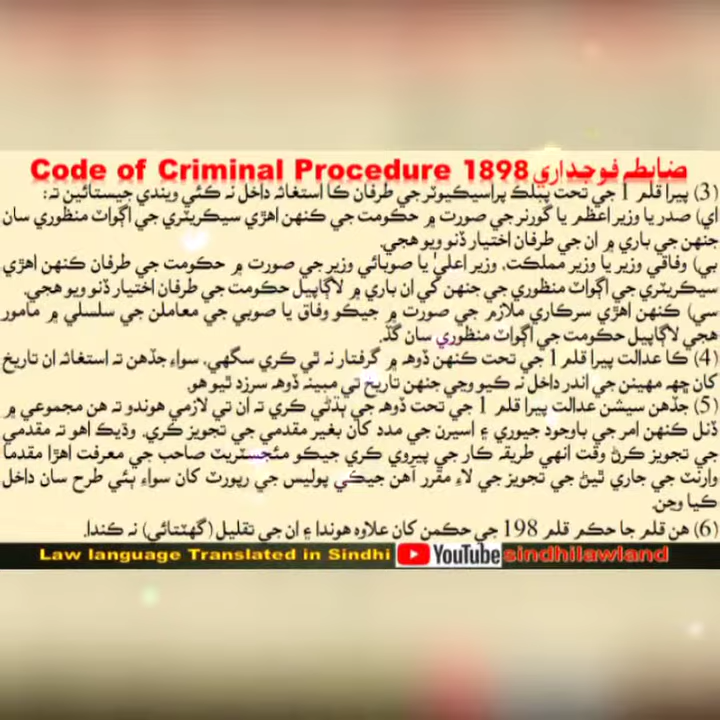 Code of Criminal Procedure 1898 ضابطہ فوجداري
(3) پيرا قلم 1 جي تحت پبلڪ پراسيڪيوٽر جي طرفان ڪا استغاثہ داخل نہ ڪئي ويندي جيستائين تہ:
اي) صدر يا وزير اعظم يا گورنر جي صورت ۾ حڪومت جي ڪنهن اهڙي سيڪريٽري جي اڳواٽ منظوري سان
جنهن جي باري ۾ ان جي طرفان اختيار ڏنو ويو هجي.
بي) وفاقي وزير يا وزير مملڪت، وزير اعليٰ يا صوبائي وزير جي صورت ۾ حڪومت جي طرفان ڪنهن اهڙي
سيڪريٽري جي اڳواٽ منظوري جي جنهن کي ان باري ۾ لاڳاپيل حڪومت جي طرفان اختيار ڏنو ويو هجي.
سي) ڪنهن اهڙي سرڪاري ملازم جي صورت ۾ جيڪو وفاق يا صوبي جي معاملن جي سلسلي ۾ مامور
هجي لاڳاپيل حڪومت جي اڳواٽ منظوري سان گڏ.
(4) ڪا عدالت پيرا قلم 1 جي تحت ڪنهن ڏوهہ ۾ گرفتار نہ ٿي ڪري سگهي. سواءِ جڏهن تہ استغاثہ ان تاريخ
کان ڇهہ مهينن جي اندر داخل نہ ڪيو وڃي جنهن تاريخ تي مبينہ ڏوهہ سرزد ٿيو هو.
(5) جڏهن سيشن عدالت پيرا قلم 1 جي تحت ڏوهہ جي ٻڌڻي ڪري تہ ان تي لازمي هوندو تہ هن مجموعي ۾
ڏنل ڪنهن امر جي باوجود جيوري ۽ اسيرن جي مدد کان بغير مقدمي جي تجويز ڪري. وڌيڪ اهو تہ مقدمي
جي تجويز ڪرڻ وقت انهي طريقہ ڪار جي پيروي ڪري جيڪو مئجسٽريٽ صاحب جي معرفت اهڙا مقدما
وارنٽ جي جاري ٿيڻ جي تجويز جي لاءِ مقرر آهن جيڪي پوليس جي رپورٽ کان سواءِ ٻئي طرح سان داخل
ڪيا وڃن.
(6) هن قلم جا حڪم قلم 198 جي حڪمن کان علاوه هوندا ۽ ان جي تقليل (گهٽتائي) نہ ڪندا.
Law language Translated in Sindhi YouTube sindhilawland